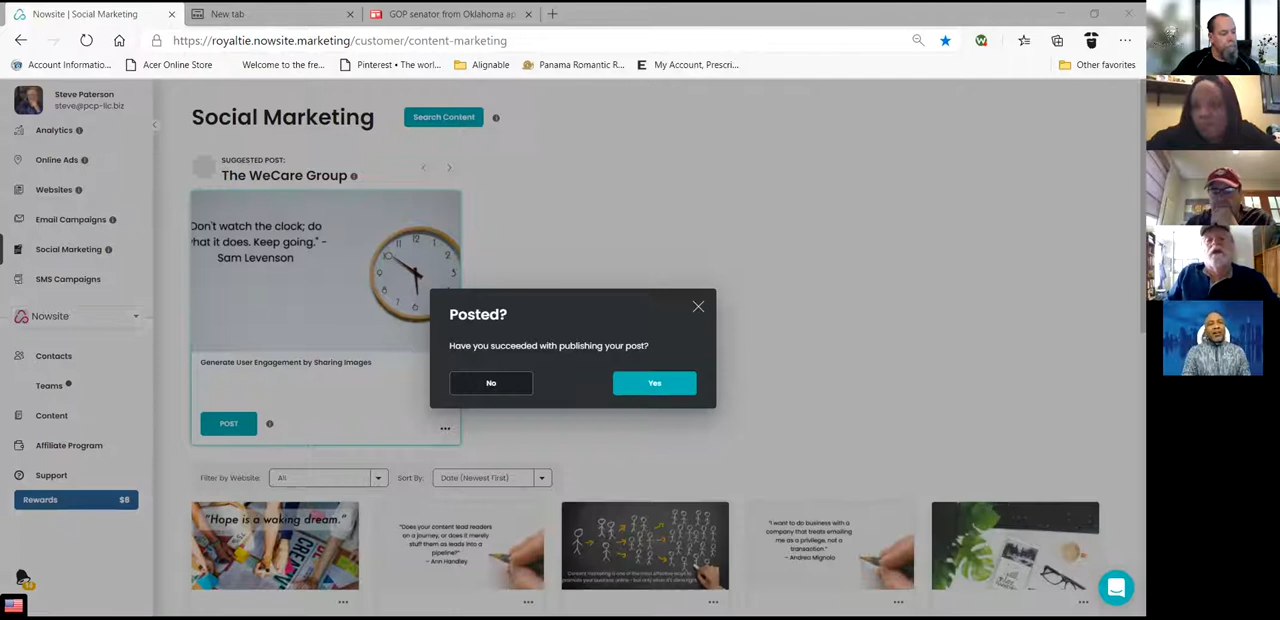 Nowsite | Social Marketing
New tab
GOP senator from Oklahoma ap
https://royaltie.nowsite.marketing/customer/content-marketing
Account Informatio...
Acer Online Store
Welcome to the fre...
Pinterest • The worl...
Alignable
Panama Romantic R...
My Account, Prescri...
Other favorites
Steve Paterson
steve@pcp-llc.biz
Analytics
Online Ads
Websites
Email Campaigns
Social Marketing
SMS Campaigns
Nowsite
Contacts
Teams
Content
Affiliate Program
Support
Rewards $8
Social Marketing
Search Content
SUGGESTED POST:
The WeCare Group
Don't watch the clock; do
hat it does. Keep going." -
Sam Levenson
Generate User Engagement by Sharing Images
POST
Posted?
Have you succeeded with publishing your post?
No
Yes
Filter by Website:
All
Sort By:
Date (Newest First)
"Hope is a waking dream."
"Does your content lead readers
on a journey, or does it merely
stuff them as leads into a
pipeline?"
– Ann Handley
"I want to do business with a
company that treats emailing
me as a privilege, not a
transaction."
– Andrea Mignolo